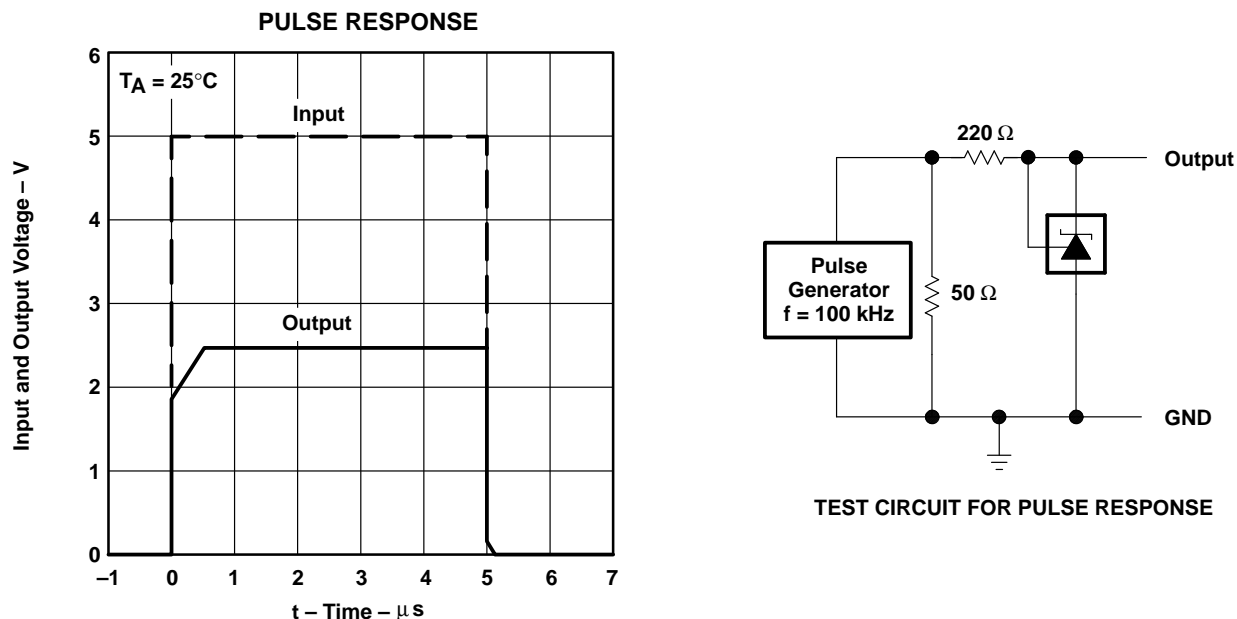 PULSE RESPONSE
Input and Output Voltage – V
6
5
4
3
2
1
0
TA = 25°C
Input
Output
–1 0 1 2 3 4 5 6 7
t – Time – μs
220 Ω
Output
Pulse
Generator
f = 100 kHz
50 Ω
GND
TEST CIRCUIT FOR PULSE RESPONSE